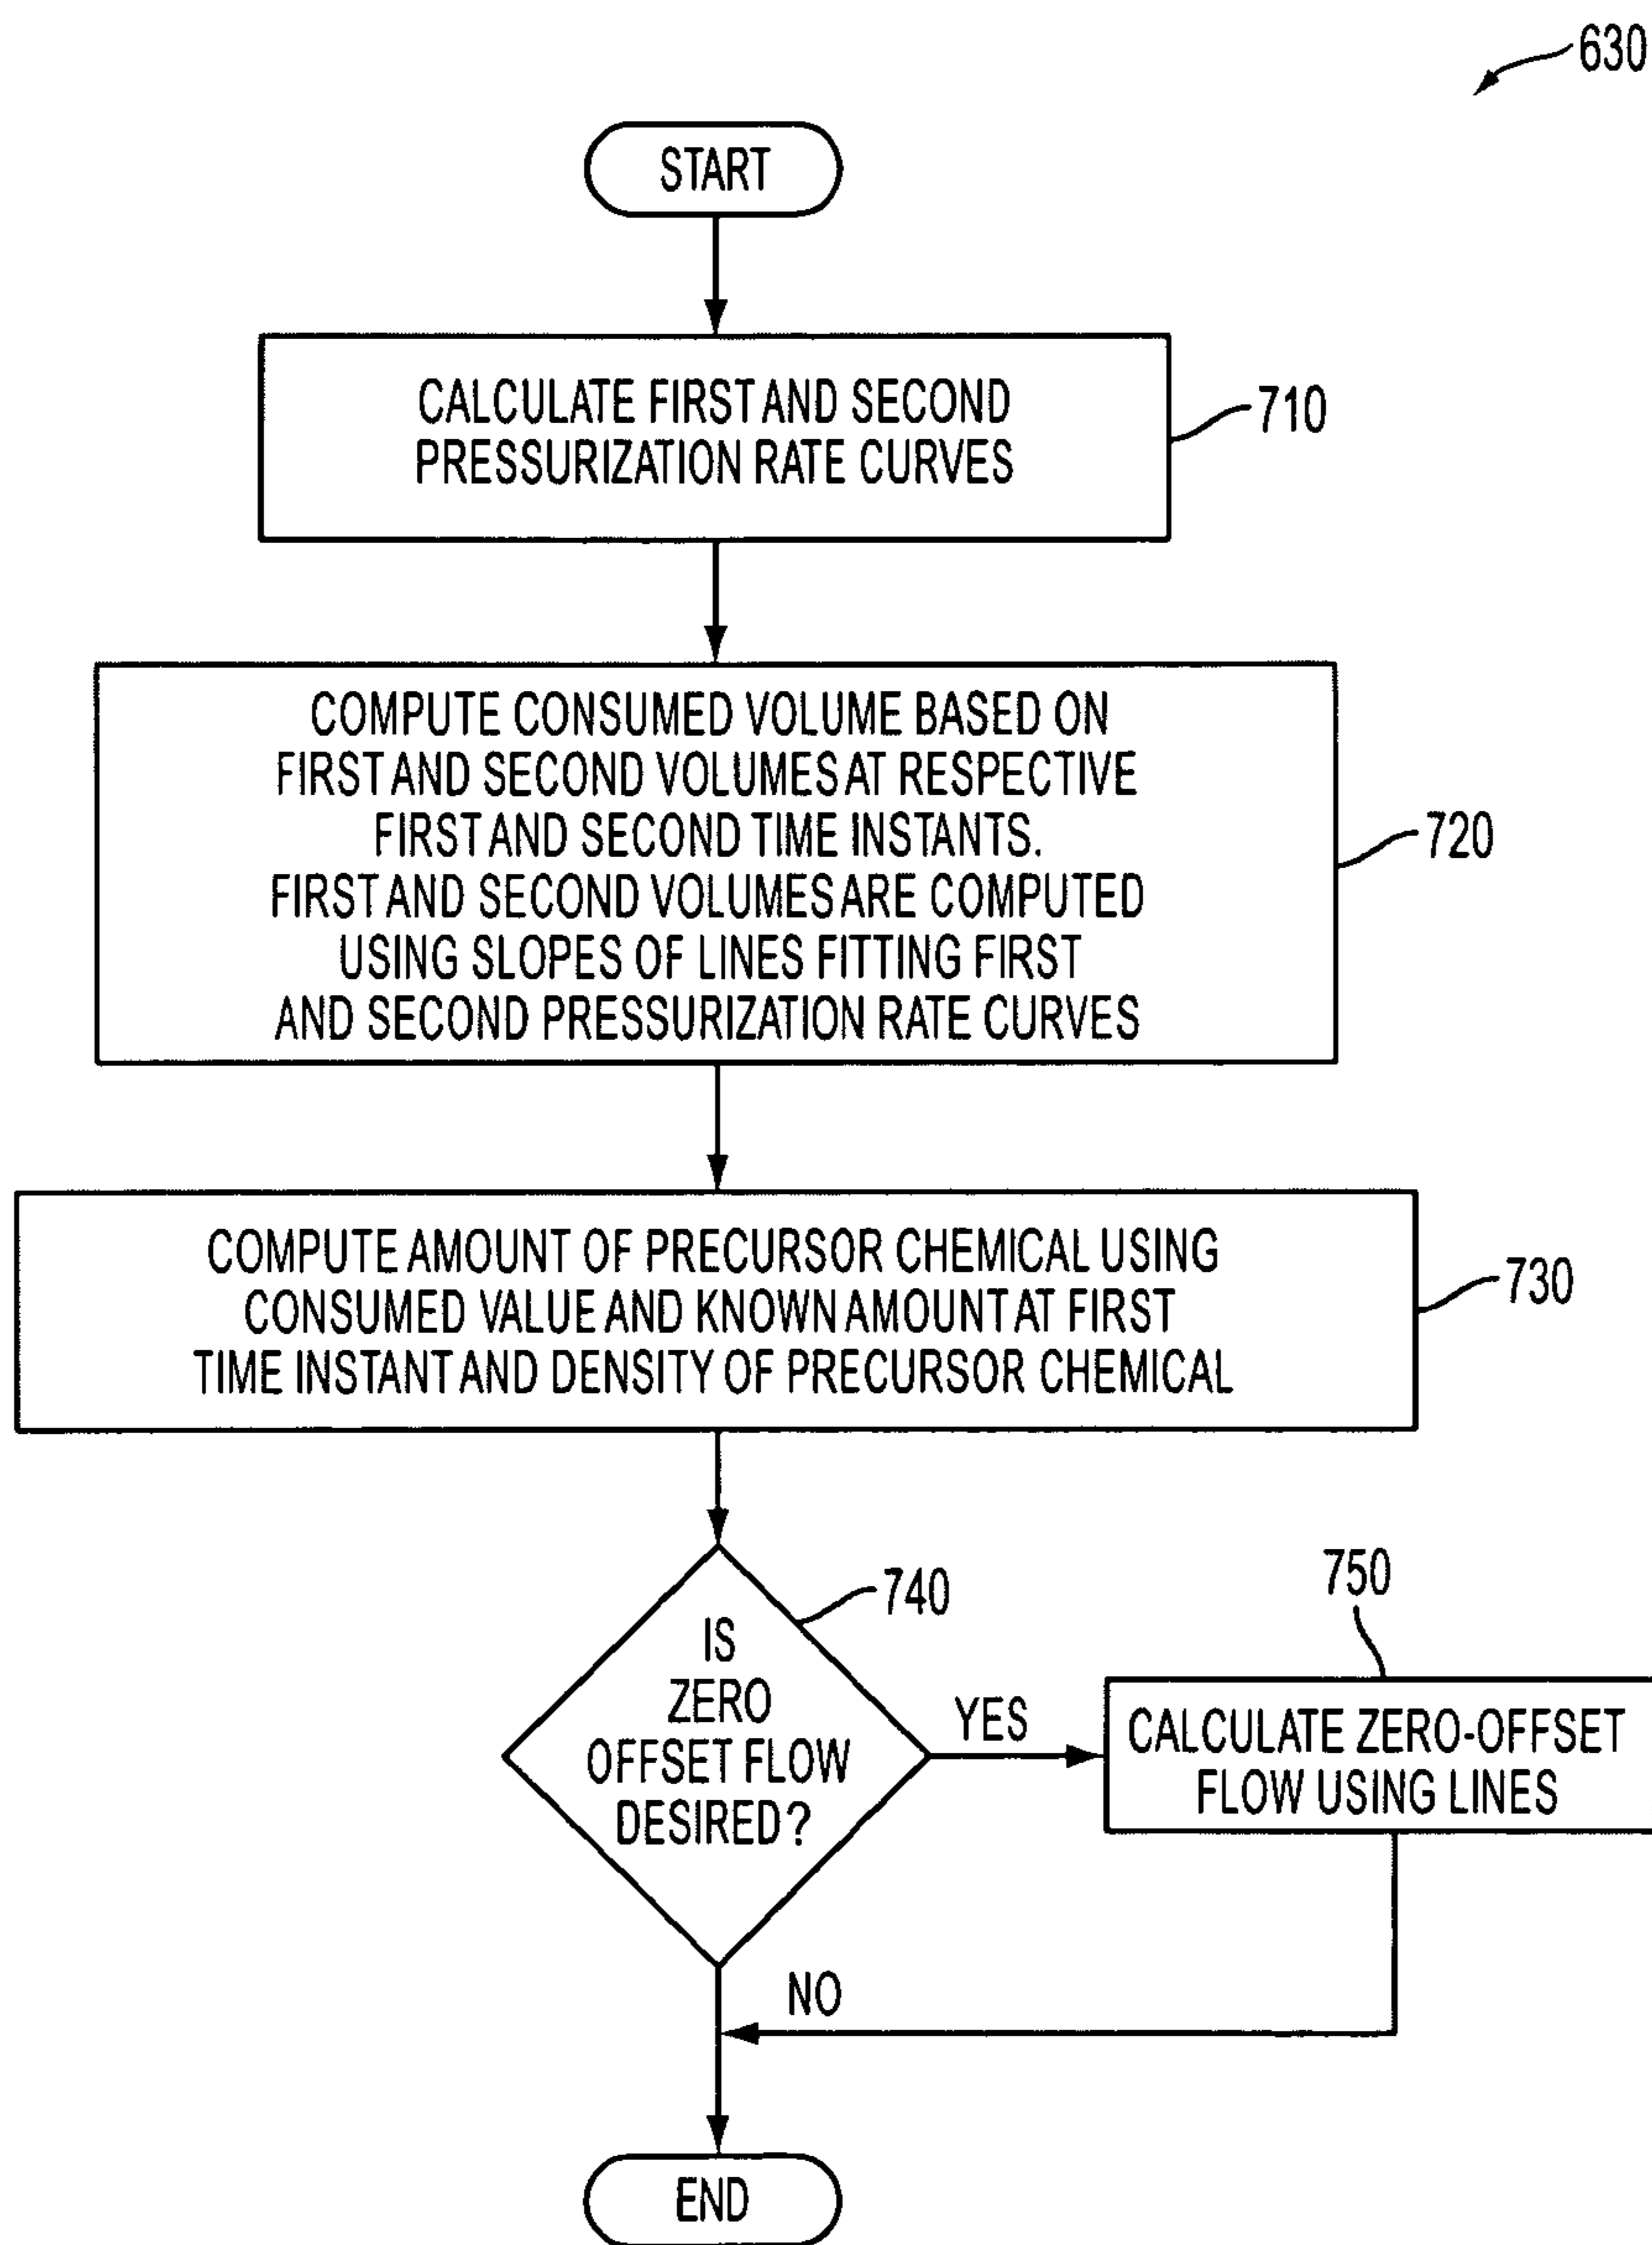 630
START
CALCULATE FIRST AND SECOND
PRESSURIZATION RATE CURVES
710
COMPUTE CONSUMED VOLUME BASED ON
FIRST AND SECOND VOLUMES AT RESPECTIVE
FIRST AND SECOND TIME INSTANTS.
FIRST AND SECOND VOLUMES ARE COMPUTED
USING SLOPES OF LINES FITTING FIRST
AND SECOND PRESSURIZATION RATE CURVES
720
COMPUTE AMOUNT OF PRECURSOR CHEMICAL USING
CONSUMED VALUE AND KNOWN AMOUNT AT FIRST
TIME INSTANT AND DENSITY OF PRECURSOR CHEMICAL
730
740
IS
ZERO
OFFSET FLOW
DESIRED?
YES
750
CALCULATE ZERO-OFFSET
FLOW USING LINES
NO
END